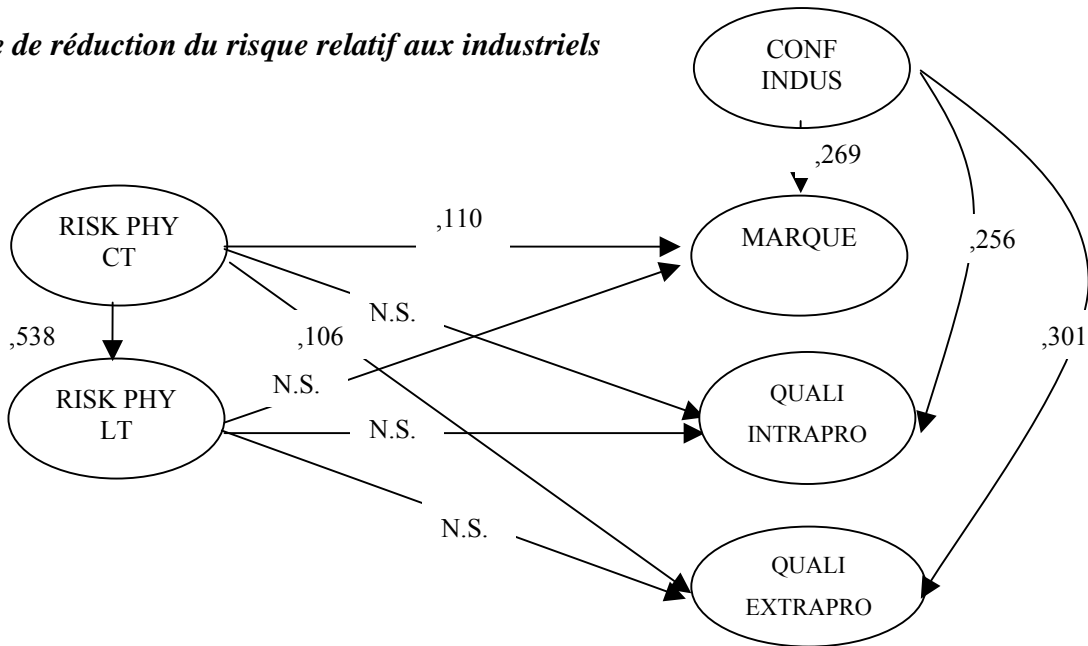 e de réduction du risque relatif aux industriels
CONF
INDUS
,269
RISK PHY
CT
,110
MARQUE
,256
N.S.
,538
,106
,301
RISK PHY
LT
N.S.
QUALI
INTRAPRO
N.S.
N.S.
QUALI
EXTRAPRO